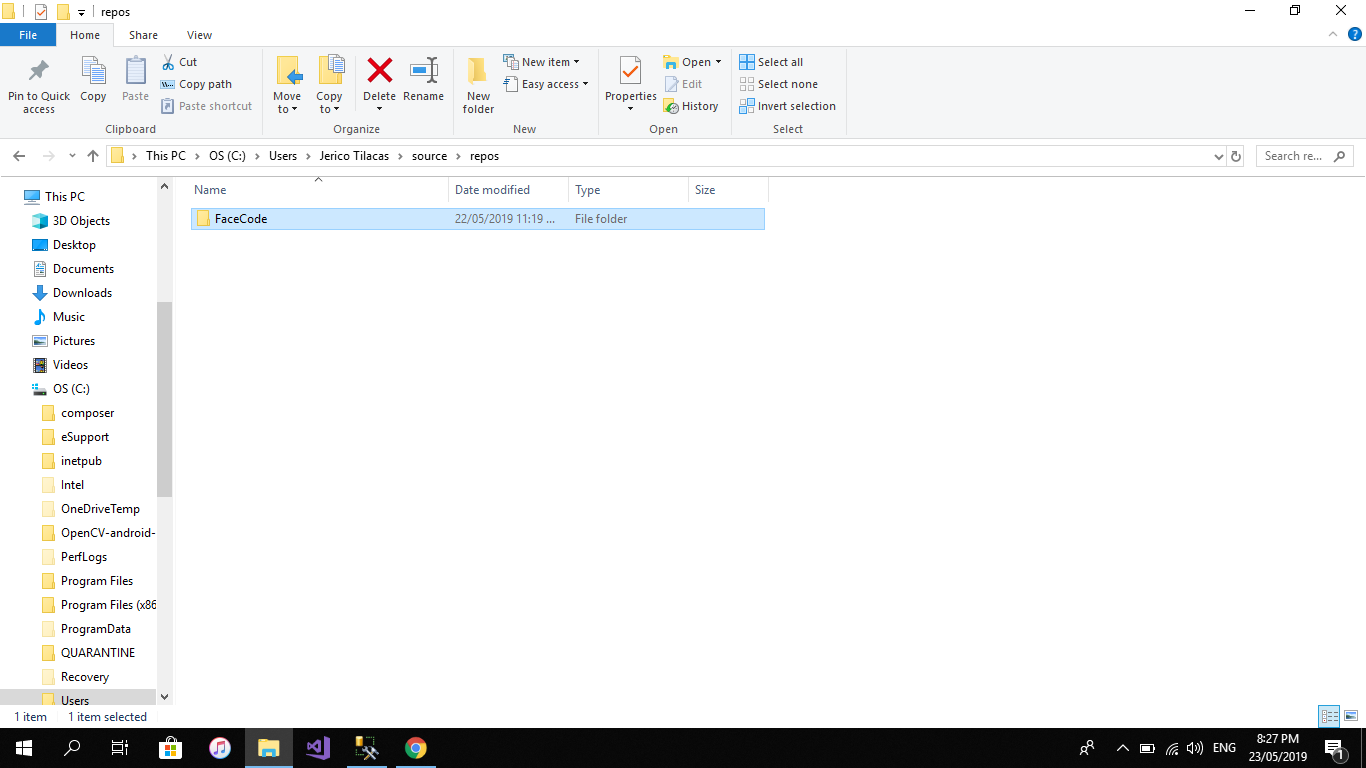 repos
File Home Share View
Pin to Quick access
Copy
Paste
Cut
Copy path
Paste shortcut
Clipboard
Move to
Copy to
Delete
Rename
Organize
New folder
New item
Easy access
New
Properties
Open
Edit
History
Open
Select all
Select none
Invert selection
Select
This PC OS (C:) Users Jerico Tilacas source repos
Search re...
Name Date modified Type Size
FaceCode 22/05/2019 11:19 ... File folder
This PC
3D Objects
Desktop
Documents
Downloads
Music
Pictures
Videos
OS (C:)
composer
eSupport
inetpub
Intel
OneDriveTemp
OpenCV-android-
PerfLogs
Program Files
Program Files (x86
ProgramData
QUARANTINE
Recovery
Users
1 item 1 item selected
ENG
8:27 PM
23/05/2019
1